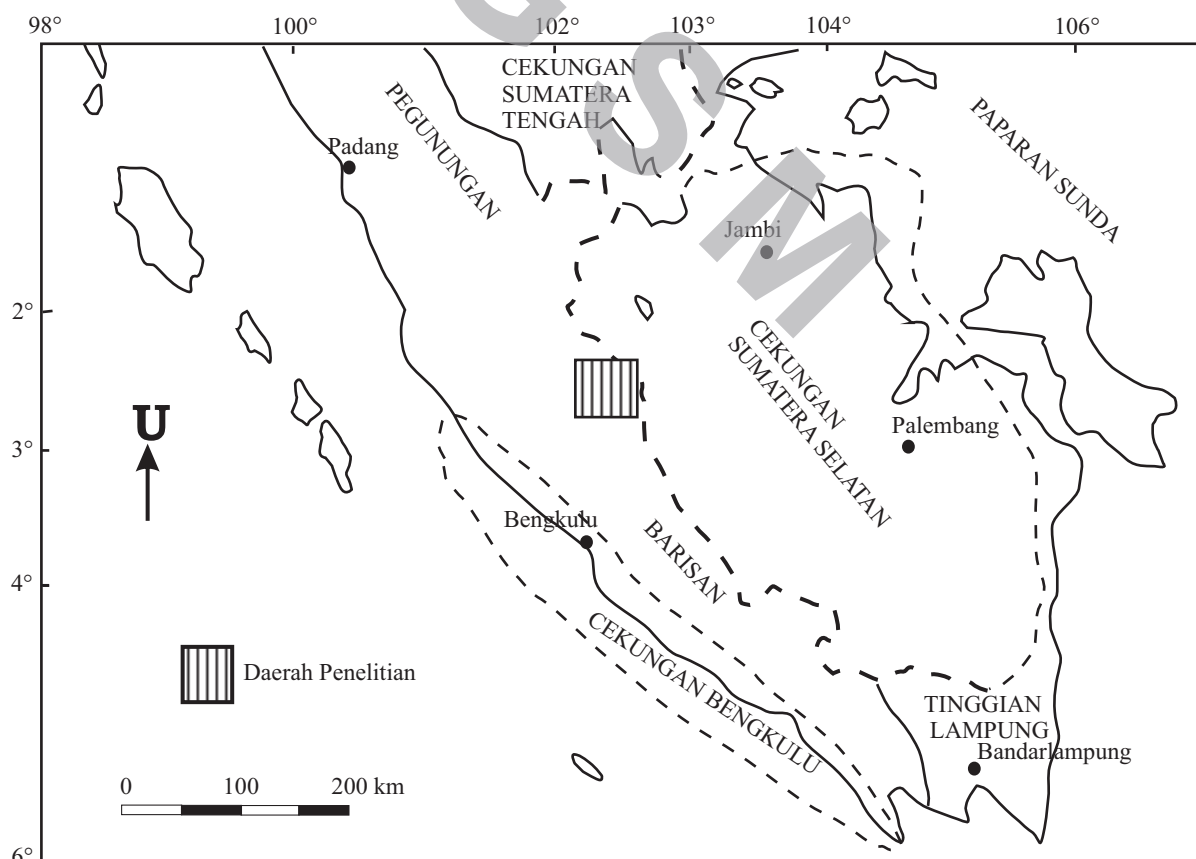 98°
100°
102°
103°
104°
106°
CEKUNGAN
SUMATERA
TENGAH
PEGUNUNGAN
PAPARAN SUNDA
Padang
Jambi
2°
CEKUNGAN
SUMATERA SELATAN
U
3°
Palembang
Bengkulu
BARISAN
4°
CEKUNGAN BENGKULU
Daerah Penelitian
TINGGIAN
LAMPUNG
Bandarlampung
0 100 200 km
6°
G S M